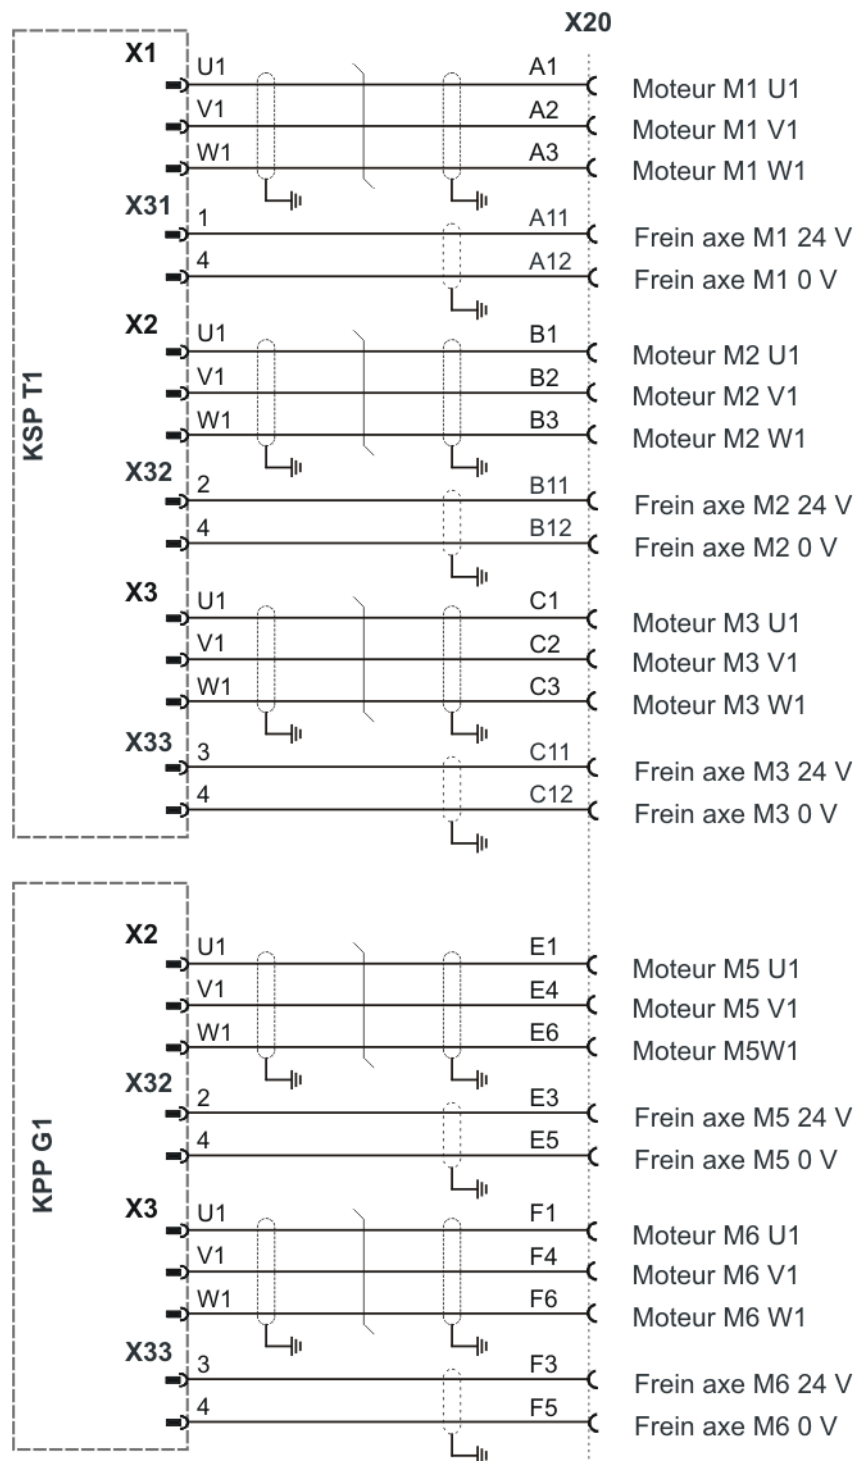 X20
X1
U1 A1 Moteur M1 U1
V1 A2 Moteur M1 V1
W1 A3 Moteur M1 W1
X31
1 A11 Frein axe M1 24 V
4 A12 Frein axe M1 0 V
X2
U1 B1 Moteur M2 U1
V1 B2 Moteur M2 V1
W1 B3 Moteur M2 W1
KSP T1
X32
2 B11 Frein axe M2 24 V
4 B12 Frein axe M2 0 V
X3
U1 C1 Moteur M3 U1
V1 C2 Moteur M3 V1
W1 C3 Moteur M3 W1
X33
3 C11 Frein axe M3 24 V
4 C12 Frein axe M3 0 V
X2
U1 E1 Moteur M5 U1
V1 E4 Moteur M5 V1
W1 E6 Moteur M5W1
X32
2 E3 Frein axe M5 24 V
4 E5 Frein axe M5 0 V
KPP G1
X3
U1 F1 Moteur M6 U1
V1 F4 Moteur M6 V1
W1 F6 Moteur M6 W1
X33
3 F3 Frein axe M6 24 V
4 F5 Frein axe M6 0 V